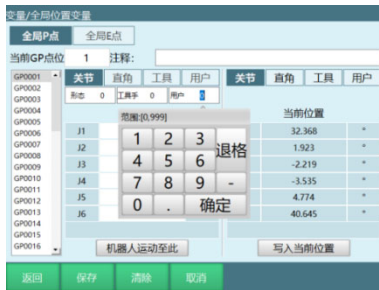 变量/全局位置变量
全局P点 全局E点
当前GP点位 1 注释:
GP0001 关节 直角 工具 用户 关节 直角 工具 用户
GP0002 形态 0 工具手 0 用户 0
GP0003
GP0004 范围:[0,999] 当前位置
GP0005
GP0006 J1 1 2 3 退格 32.368 °
GP0007 J2 1.923 °
GP0008
GP0009 J3 4 5 6 -2.219 °
GP0010 J4 7 8 9 - -3.535 °
GP0011
GP0012 J5 4.774 °
GP0013 J6 0 . 确定 40.645 °
GP0014
GP0015
GP0016 机器人运动至此 写入当前位置
返回 保存 清除 取消